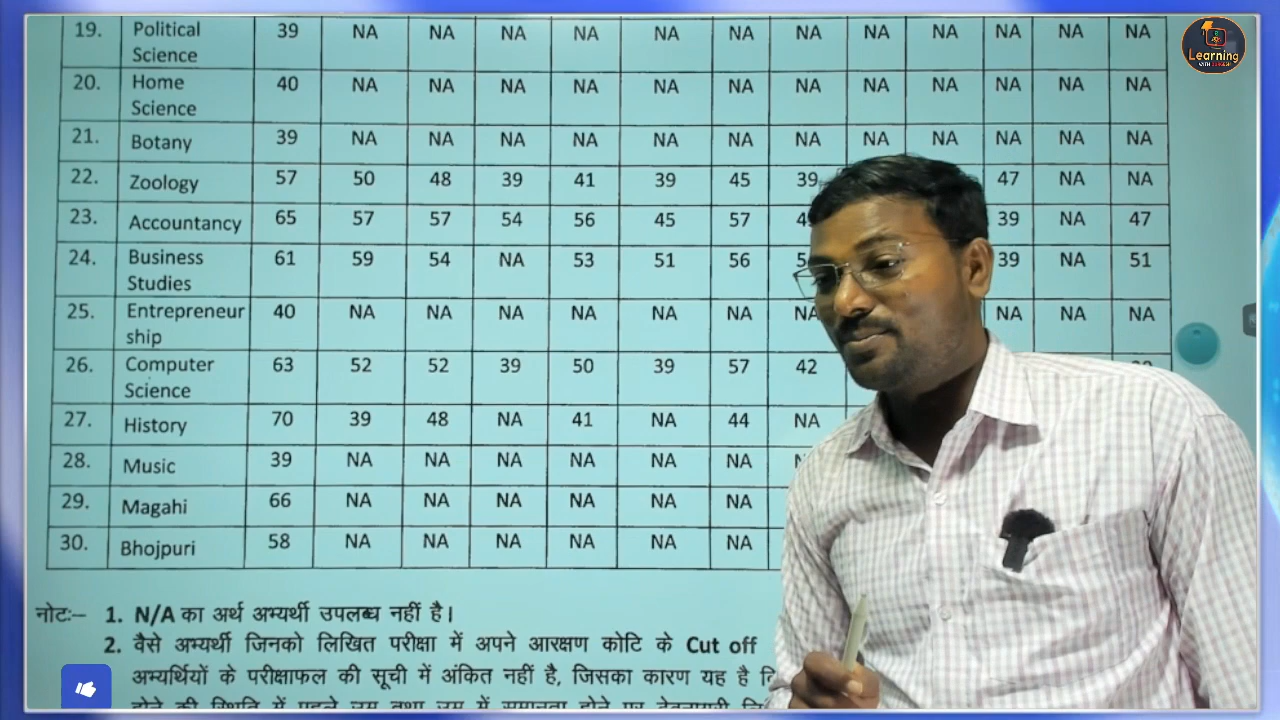 19. Political 39 NA NA NA NA NA NA NA NA NA NA NA NA
Science
20. Home 40 NA NA NA NA NA NA NA NA NA NA NA NA
Science
21. Botany 39 NA NA NA NA NA NA NA NA NA NA NA NA
22. Zoology 57 50 48 39 41 39 45 39 47 NA NA
23. Accountancy 65 57 57 54 56 45 57 39 NA 47
24. Business 61 59 54 NA 53 51 56 39 NA 51
Studies
25. Entrepreneur 40 NA NA NA NA NA NA NA NA NA NA
ship
26. Computer 63 52 52 39 50 39 57 42
Science
27. History 70 39 48 NA 41 NA 44 NA
28. Music 39 NA NA NA NA NA NA
29. Magahi 66 NA NA NA NA NA NA
30. Bhojpuri 58 NA NA NA NA NA NA
नोटः– 1. N/A का अर्थ अभ्यर्थी उपलब्ध नहीं है।
2. वैसे अभ्यर्थी जिनको लिखित परीक्षा में अपने आरक्षण कोटि के Cut off
अभ्यर्थियों के परीक्षाफल की सूची में अंकित नहीं है, जिसका कारण यह है
Learning